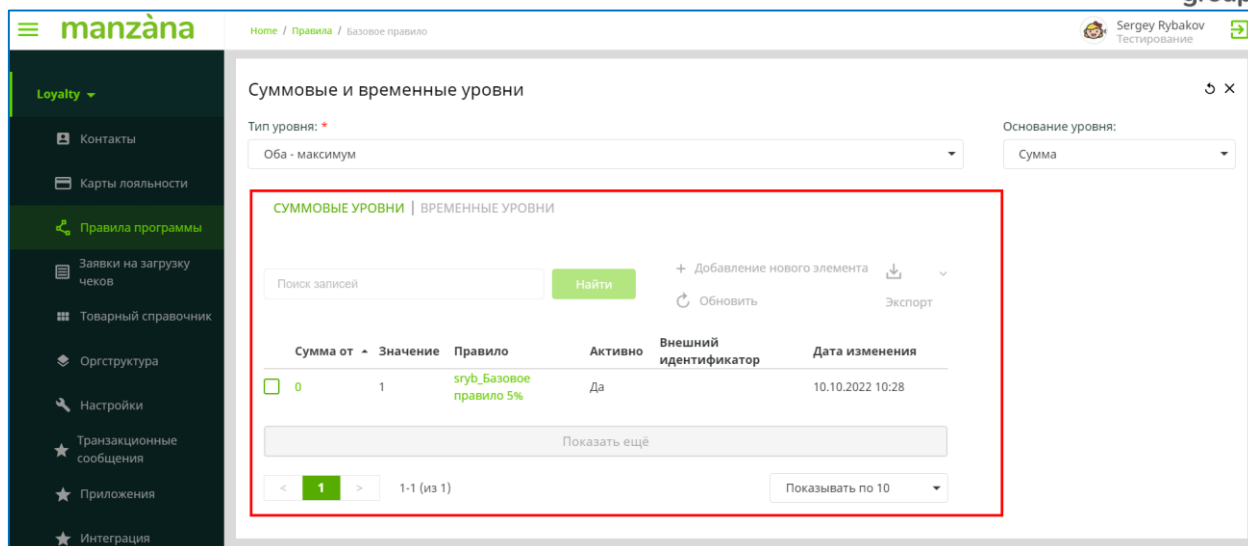 group
manzàna
Home / Правила / Базовое правило
Sergey Rybakov
Тестирование
Loyalty
Контакты
Карты лояльности
Правила программы
Заявки на загрузку
чеков
Товарный справочник
Оргструктура
Настройки
Транзакционные
сообщения
Приложения
Интеграция
Суммовые и временные уровни
Тип уровня: *
Основание уровня:
Оба - максимум
Сумма
СУММОВЫЕ УРОВНИ | ВРЕМЕННЫЕ УРОВНИ
Поиск записей
Найти
+ Добавление нового элемента
Обновить
Экспорт
Сумма от Значение Правило Активно Внешний идентификатор Дата изменения
0 1 sryb_Базовое правило 5% Да 10.10.2022 10:28
Показать ещё
< 1 > 1-1 (из 1)
Показывать по 10